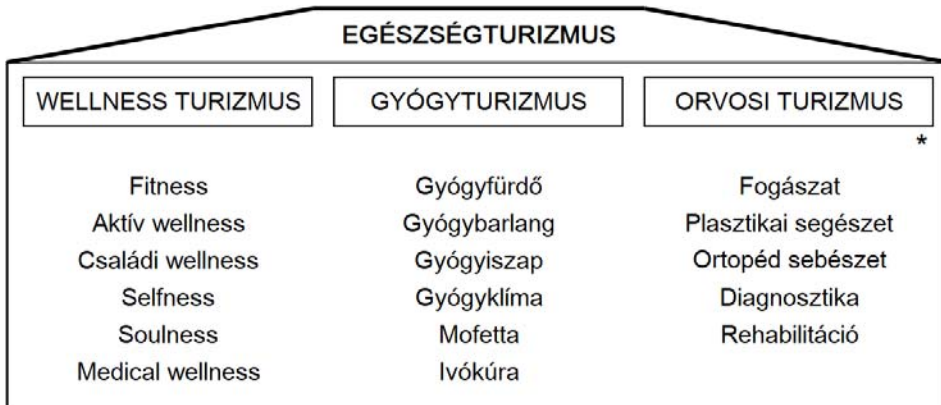 EGÉSZSÉGTURIZMUS
WELLNESS TURIZMUS
GYÓGYTURIZMUS
ORVOSI TURIZMUS
*
Fitness
Aktív wellness
Családi wellness
Selfness
Soulness
Medical wellness
Gyógyfürdő
Gyógybarlang
Gyógyiszap
Gyógyklíma
Mofetta
Ivókúra
Fogászat
Plasztikai segészet
Ortopéd sebészet
Diagnosztika
Rehabilitáció